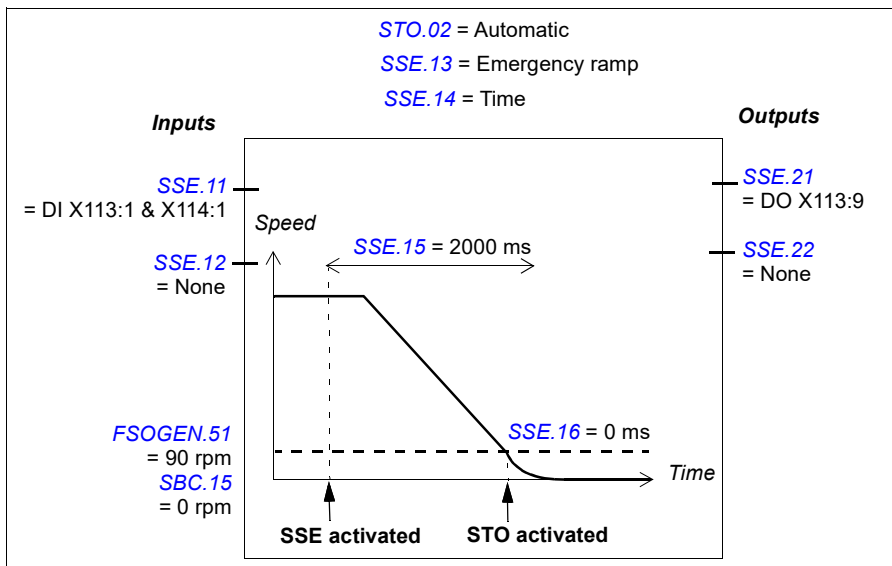 STO.02 = Automatic
SSE.13 = Emergency ramp
SSE.14 = Time
Inputs
Outputs
SSE.11
= DI X113:1 & X114:1
SSE.21
= DO X113:9
Speed
SSE.15 = 2000 ms
SSE.12
= None
SSE.22
= None
FSOGEN.51
= 90 rpm
SSE.16 = 0 ms
SBC.15
= 0 rpm
Time
SSE activated
STO activated